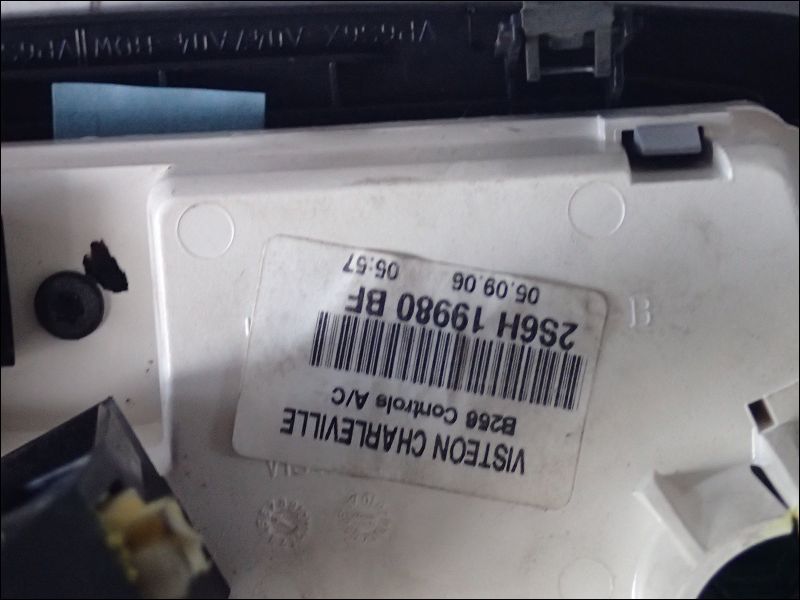 VISTEON CHARLEVILLE
B256 Controls A/C
2S6H 19980 BF
05.09.06 05:57
B